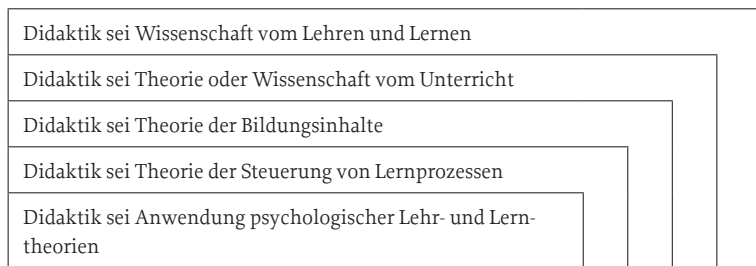 Didaktik sei Wissenschaft vom Lehren und Lernen
Didaktik sei Theorie oder Wissenschaft vom Unterricht
Didaktik sei Theorie der Bildungsinhalte
Didaktik sei Theorie der Steuerung von Lernprozessen
Didaktik sei Anwendung psychologischer Lehr- und Lern-
theorien